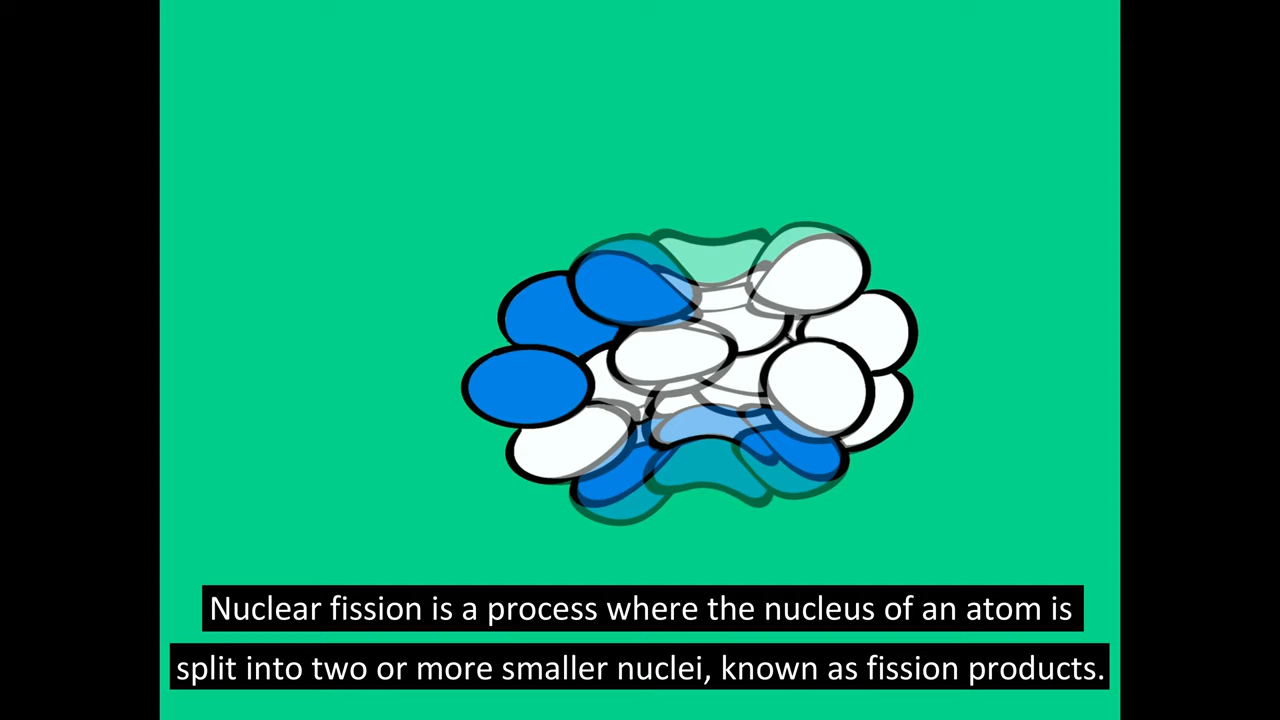 Nuclear fission is a process where the nucleus of an atom is
split into two or more smaller nuclei, known as fission products.